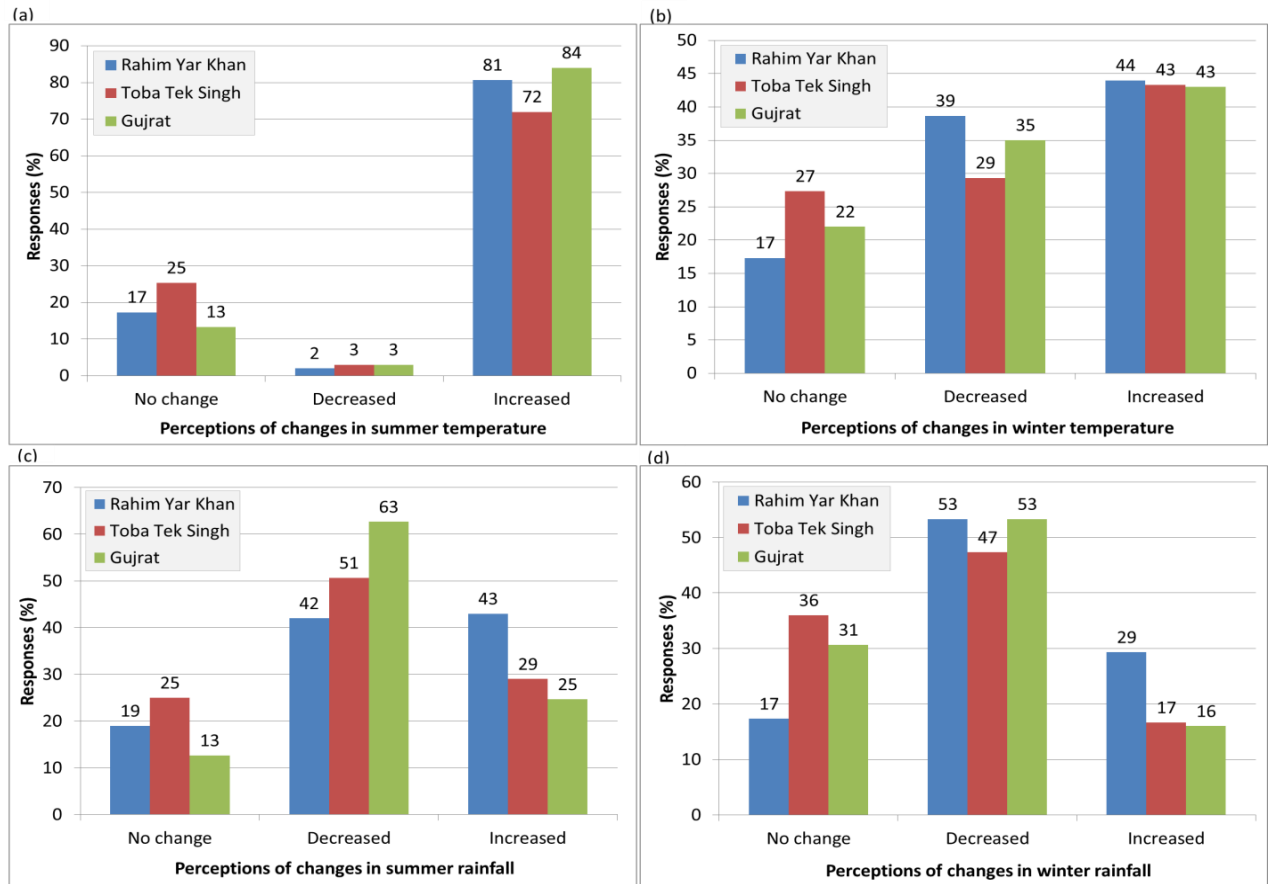 (a)
90
80
70
60
50
40
30
20
10
0
Responses (%)
Rahim Yar Khan
Toba Tek Singh
Gujrat
17
25
13
2
3
3
81
72
84
No change
Decreased
Increased
Perceptions of changes in summer temperature
(b)
50
45
40
35
30
25
20
15
10
5
0
Responses (%)
Rahim Yar Khan
Toba Tek Singh
Gujrat
17
27
22
39
29
35
44
43
43
No change
Decreased
Increased
Perceptions of changes in winter temperature
(c)
70
60
50
40
30
20
10
0
Responses (%)
Rahim Yar Khan
Toba Tek Singh
Gujrat
19
25
13
42
51
63
43
29
25
No change
Decreased
Increased
Perceptions of changes in summer rainfall
(d)
60
50
40
30
20
10
0
Responses (%)
Rahim Yar Khan
Toba Tek Singh
Gujrat
17
36
31
53
47
53
29
17
16
No change
Decreased
Increased
Perceptions of changes in winter rainfall